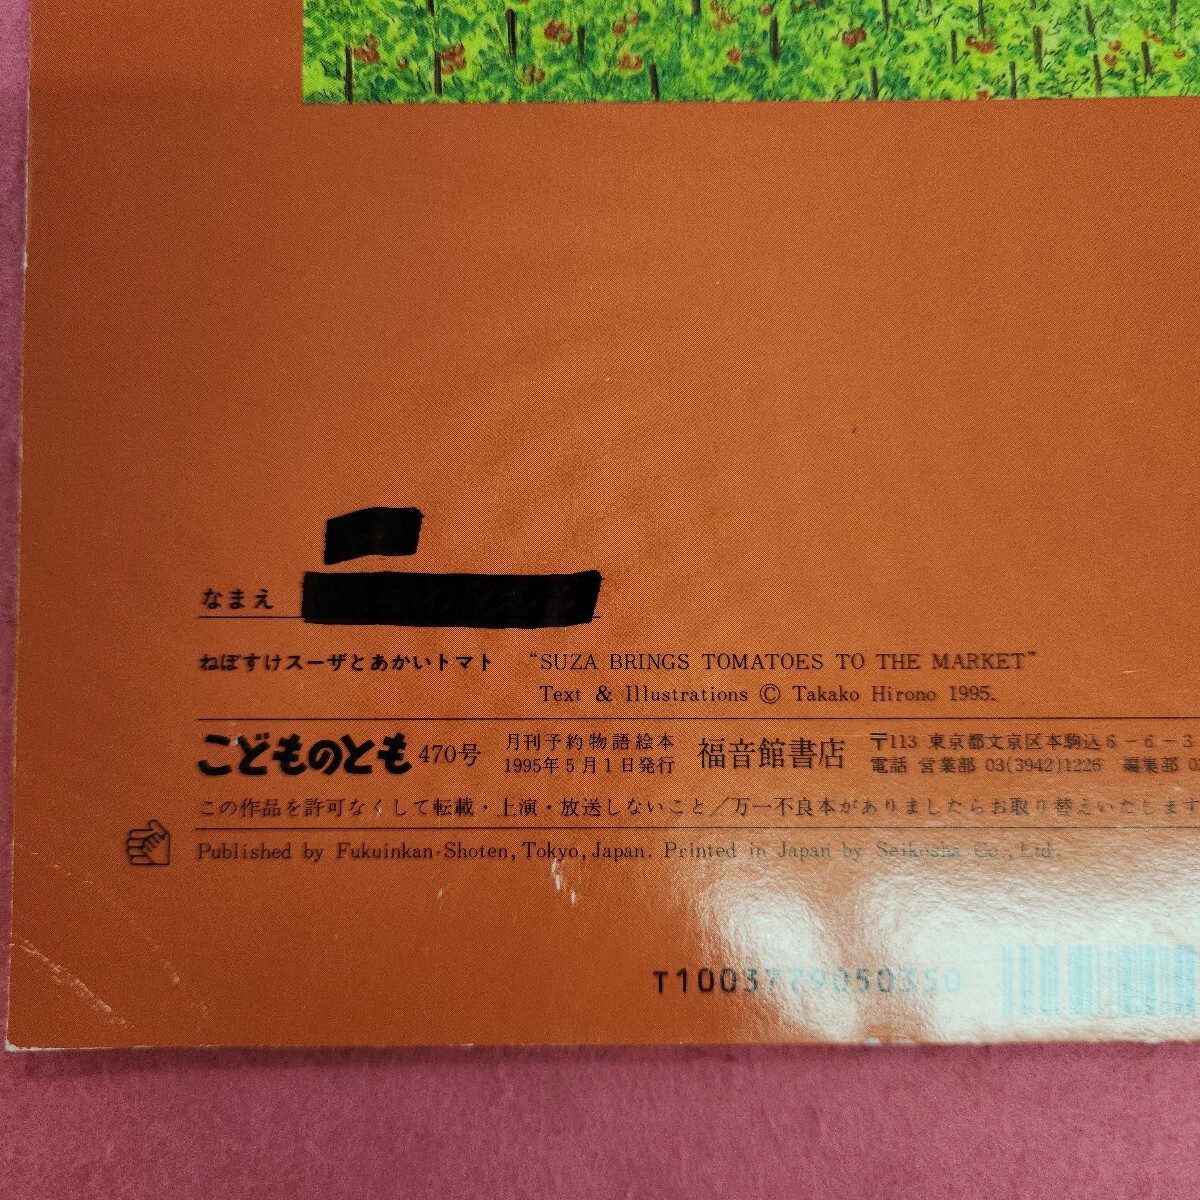 なまえ
ねぼすけスーザとあかいトマト “SUZA BRINGS TOMATOES TO THE MARKET”
Text & Illustrations Ⓒ Takako Hirono 1995.
こどものとも 470号 月刊予約物語絵本 福音館書店 〒113 東京都文京区本駒込6-6-3
1995年5月1日発行 電話 営業部 03(3942)1226 編集部
この作品を許可なくして転載・上演・放送しないこと/万一不良本がありましたらお取り替えいたします
Published by Fukuinkan-Shoten, Tokyo, Japan. Printed in Japan by Seikosha Co., Ltd.
T1003779050350